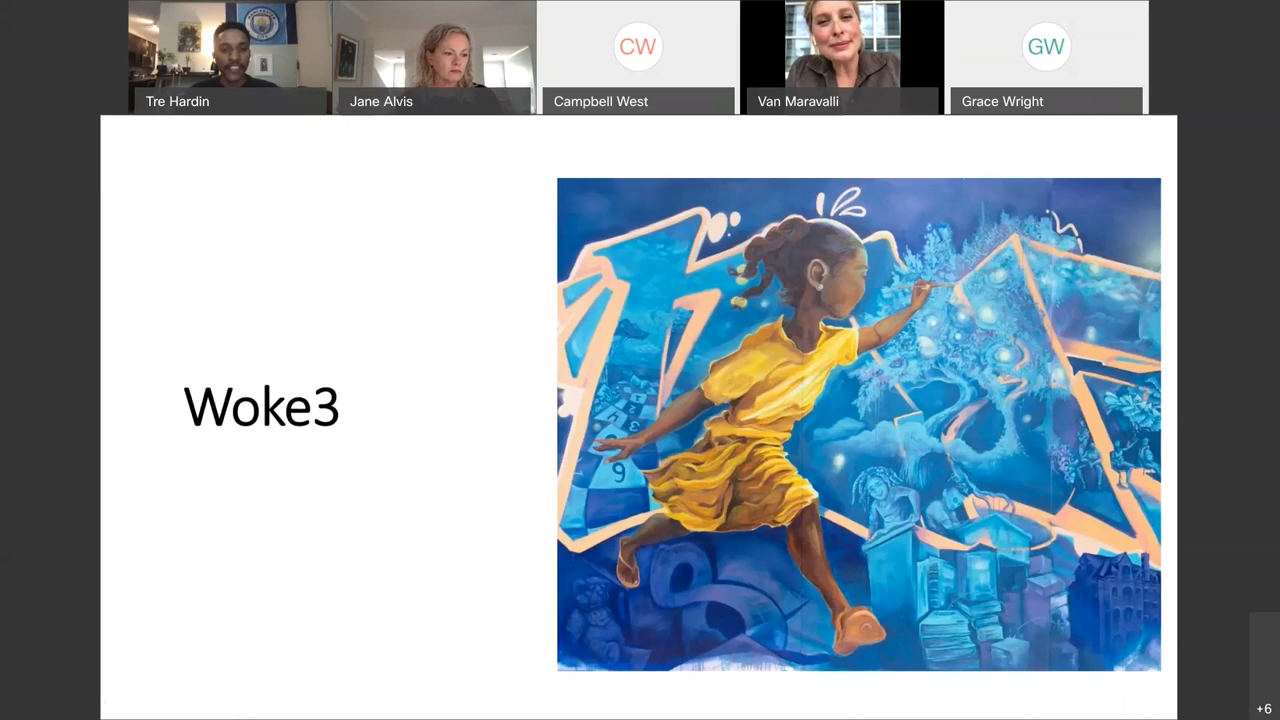 Tre Hardin
Jane Alvis
CW
Campbell West
Van Maravalli
GW
Grace Wright
Woke3
9
+6